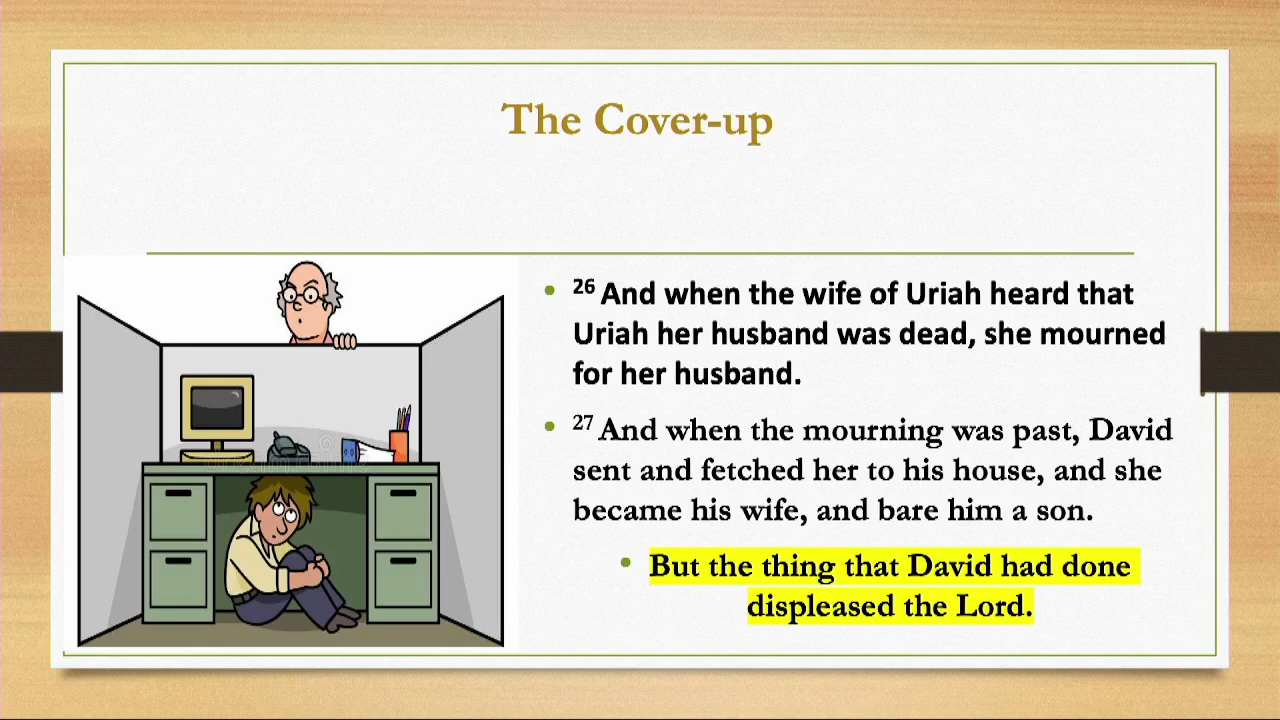 The Cover-up
• 26 And when the wife of Uriah heard that
Uriah her husband was dead, she mourned
for her husband.
• 27 And when the mourning was past, David
sent and fetched her to his house, and she
became his wife, and bare him a son.
• But the thing that David had done
displeased the Lord.